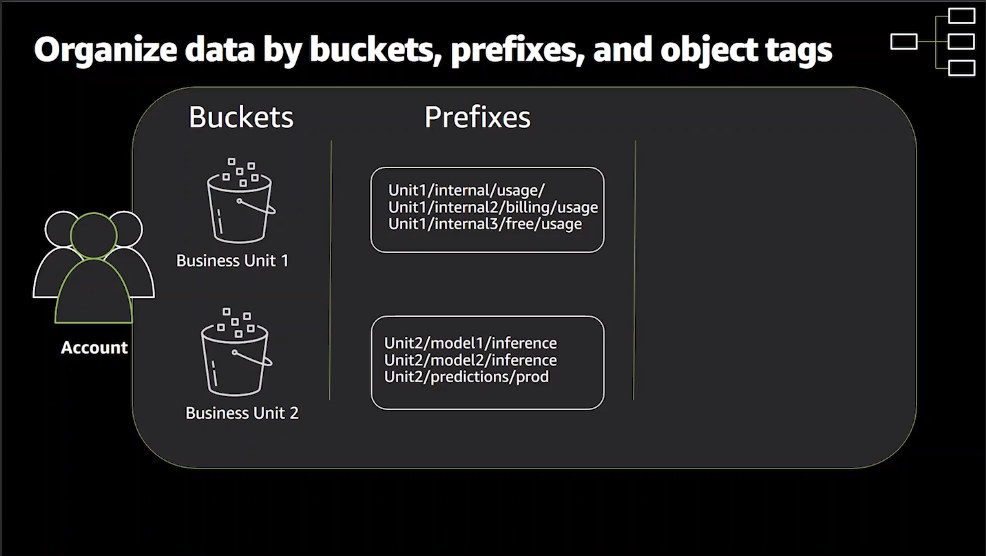 Organize data by buckets, prefixes, and object tags
Buckets
Prefixes
Unit1/internal/usage/
Unit1/internal2/billing/usage
Unit1/internal3/free/usage
Business Unit 1
Account
Unit2/model1/inference
Unit2/model2/inference
Unit2/predictions/prod
Business Unit 2